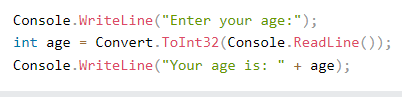 Console.WriteLine("Enter your age:");
int age = Convert.ToInt32(Console.ReadLine());
Console.WriteLine("Your age is: " + age);